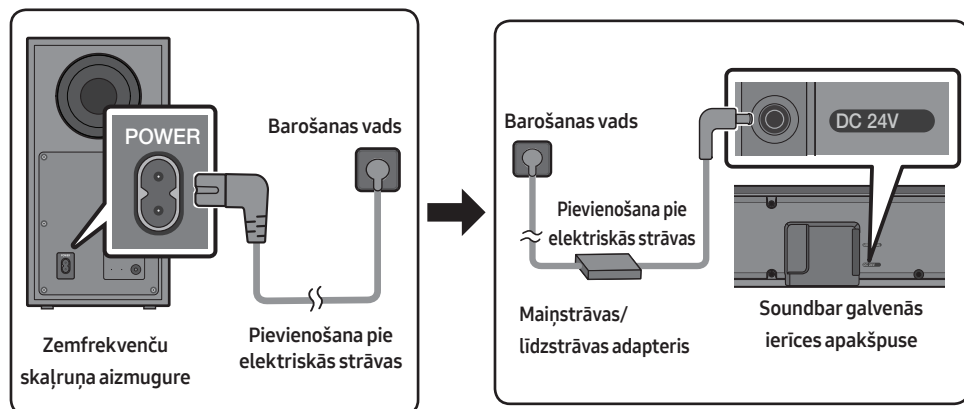 POWER
Barošanas vads
Pievienošana pie
elektriskās strāvas
Zemfrekvenču
skaļruņa aizmugure
DC 24V
Barošanas vads
Pievienošana pie
elektriskās strāvas
Maiņstrāvas/
līdzstrāvas adapteris
Soundbar galvenās
ierīces apakšpuse